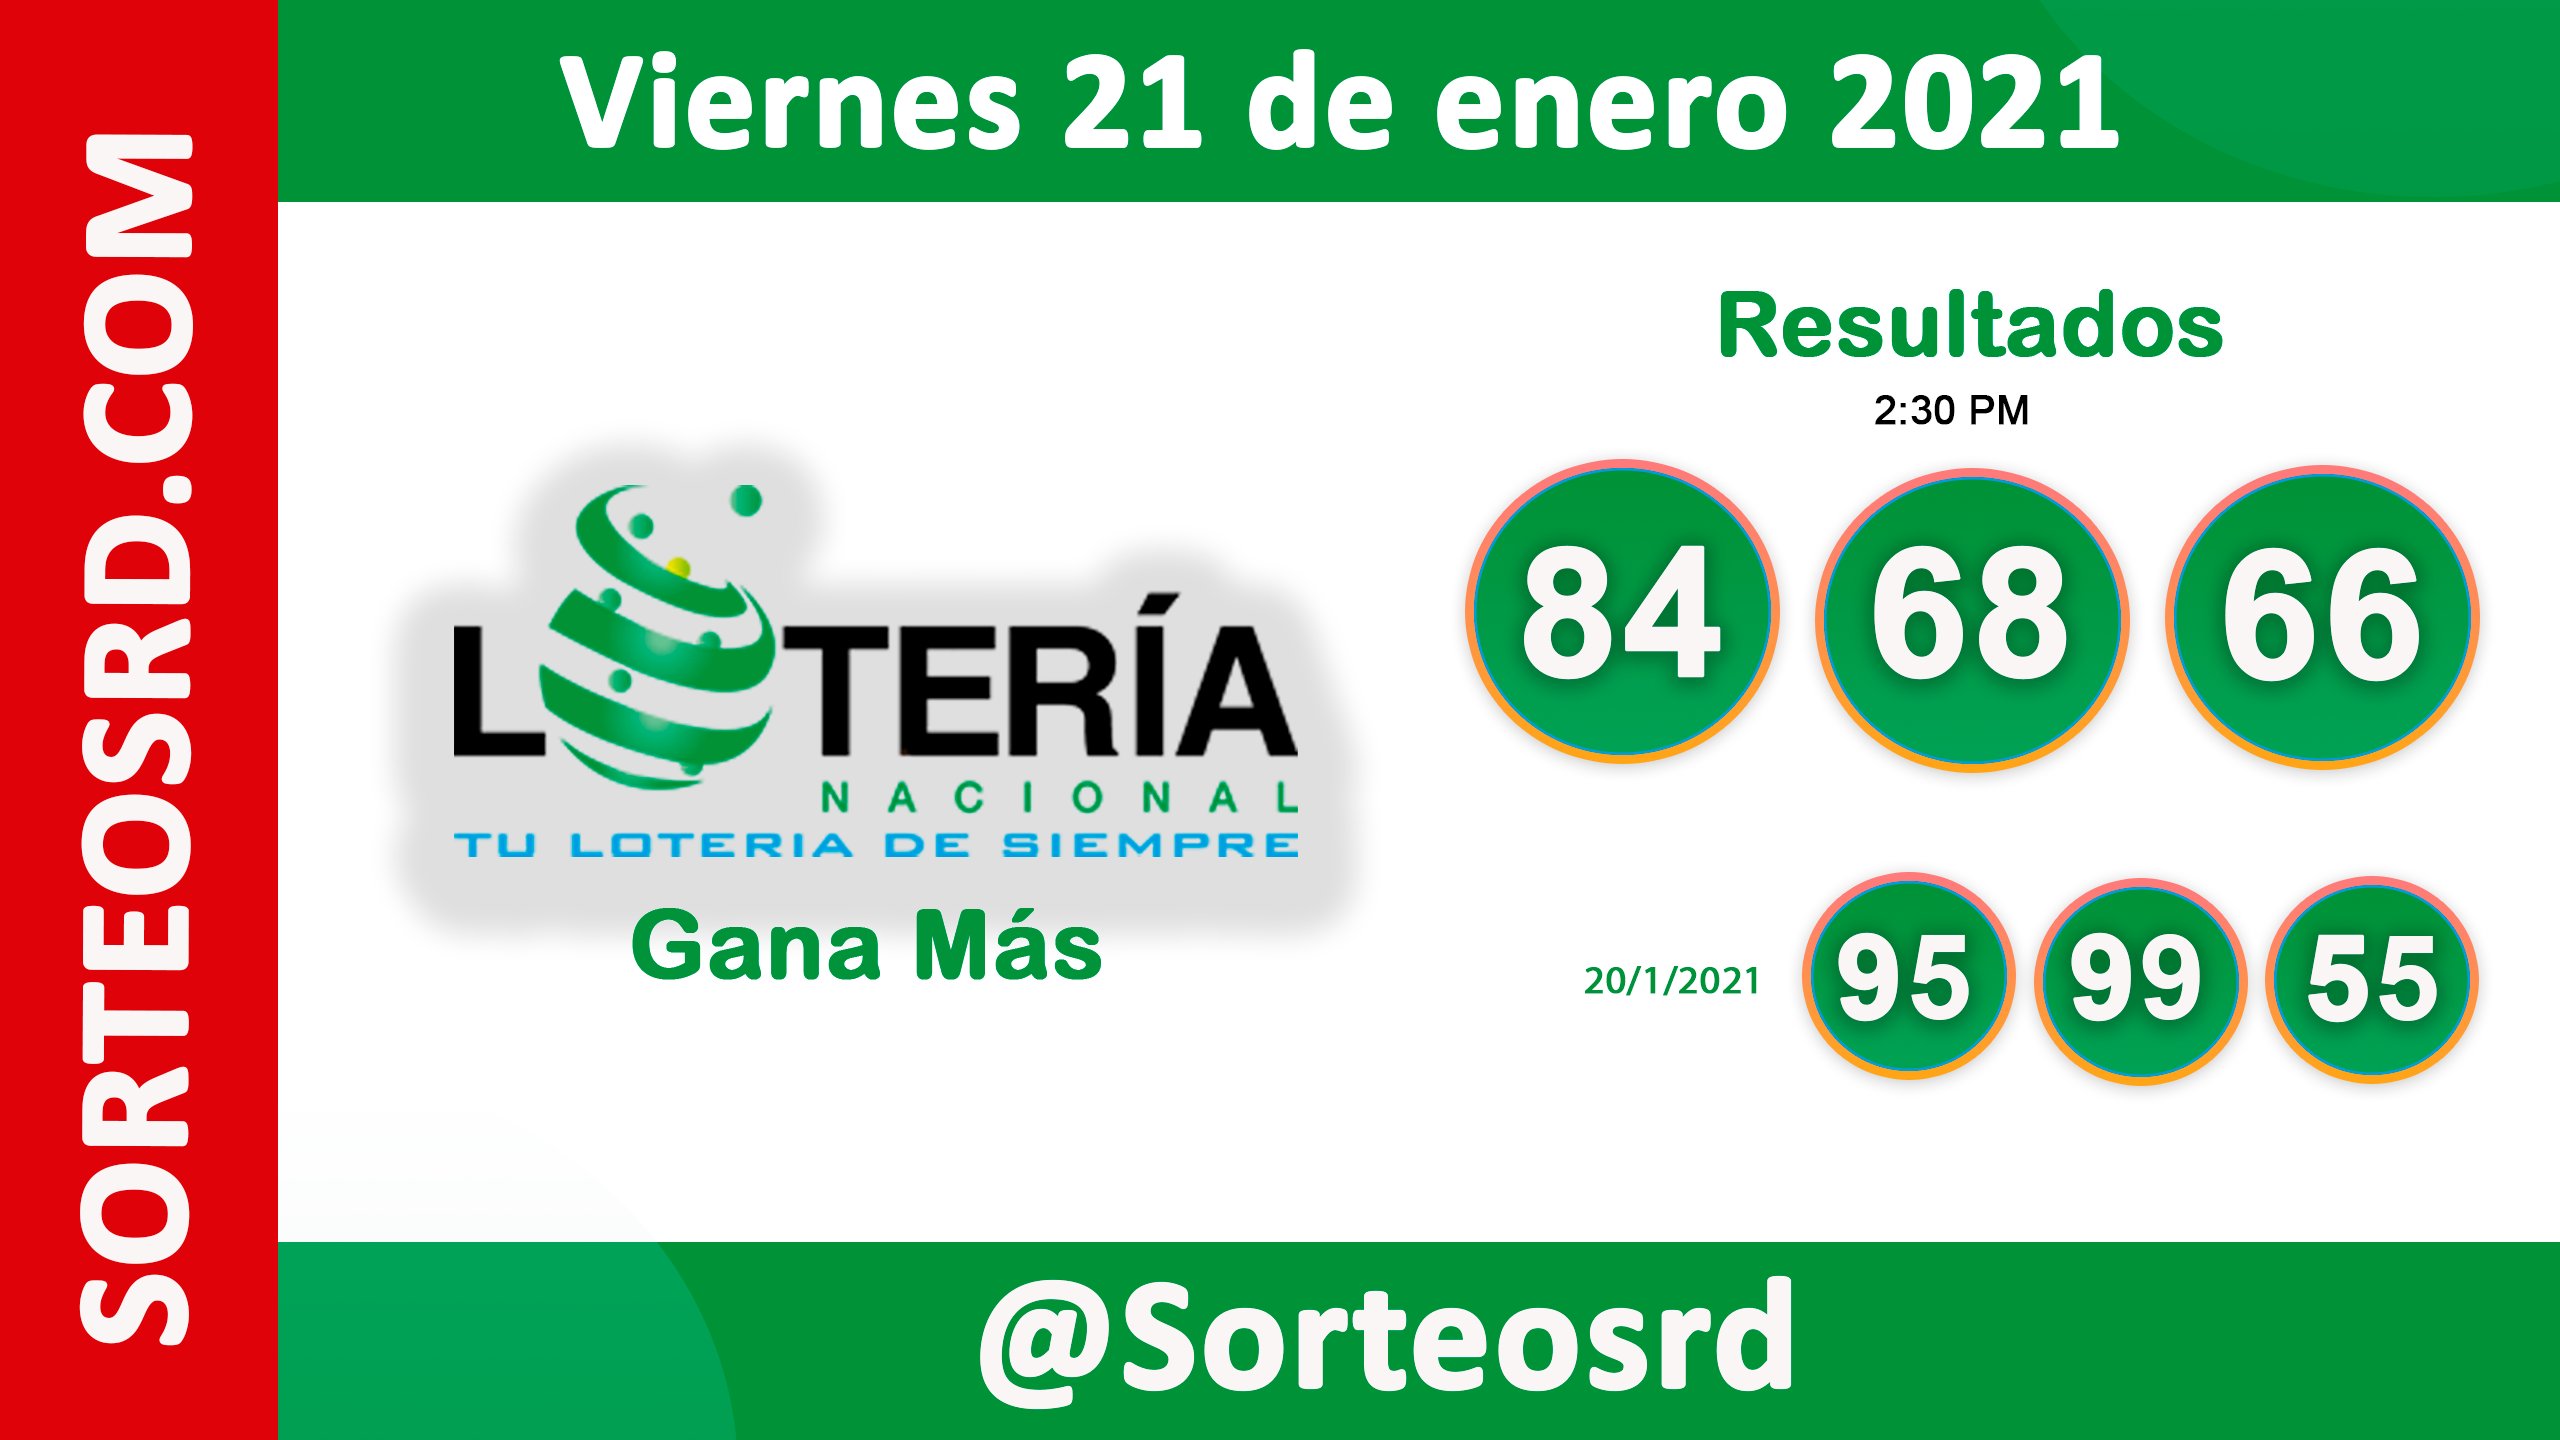 SORTEOSRD.COM
Viernes 21 de enero 2021
LOTERÍA
NACIONAL
TU LOTERIA DE SIEMPRE
Gana Más
Resultados
2:30 PM
84 68 66
20/1/2021 95 99 55
@Sorteosrd